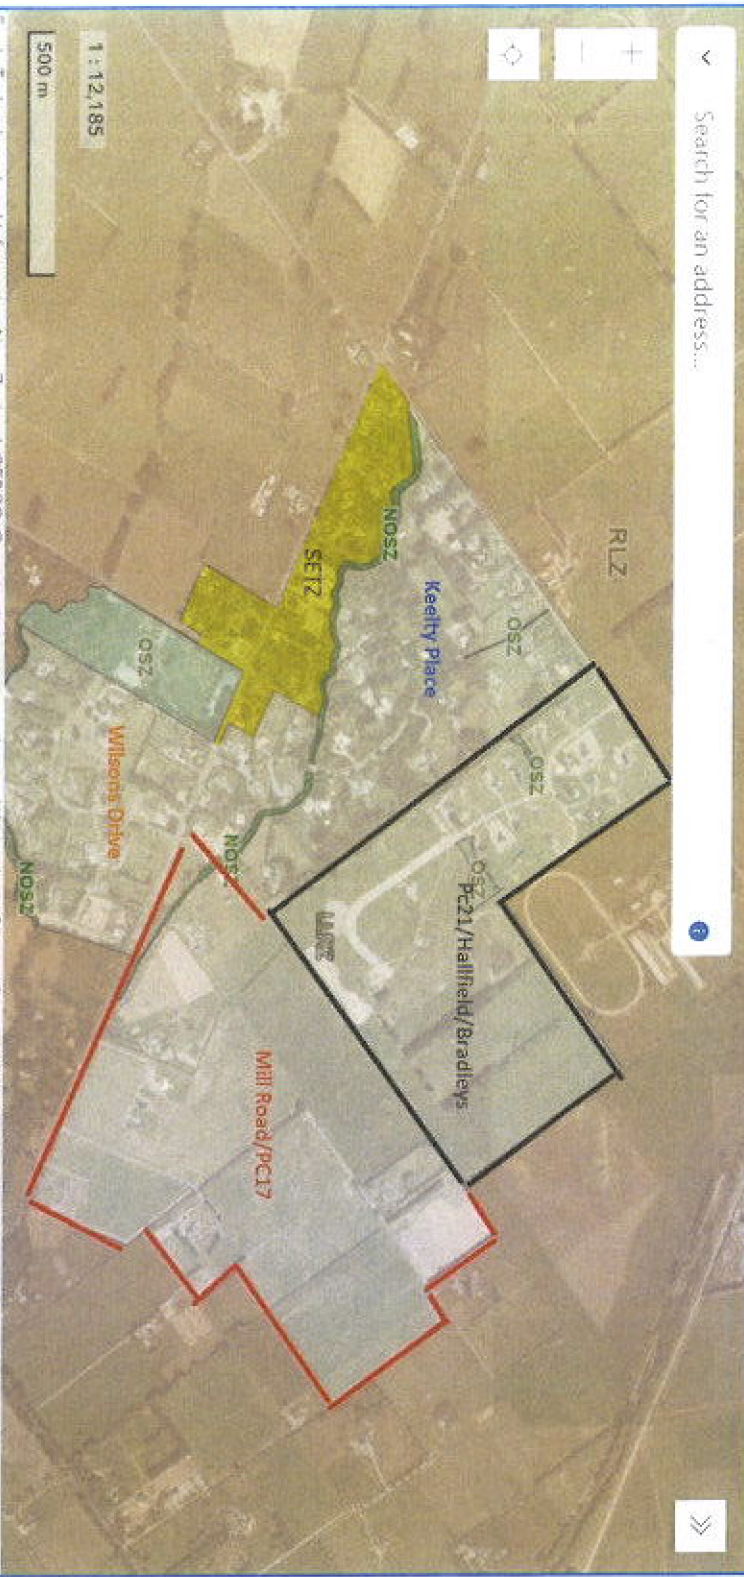 Search for an address...
RLZ
OSZ
OSZ
OSZ
PC21/Hallfield/Bradleys
Keelty Place
NOSZ
LLRZ
SETZ
Mill Road/PC17
NOSZ
OSZ
Wilsons Drive
NOSZ
1 : 12,185
500 m